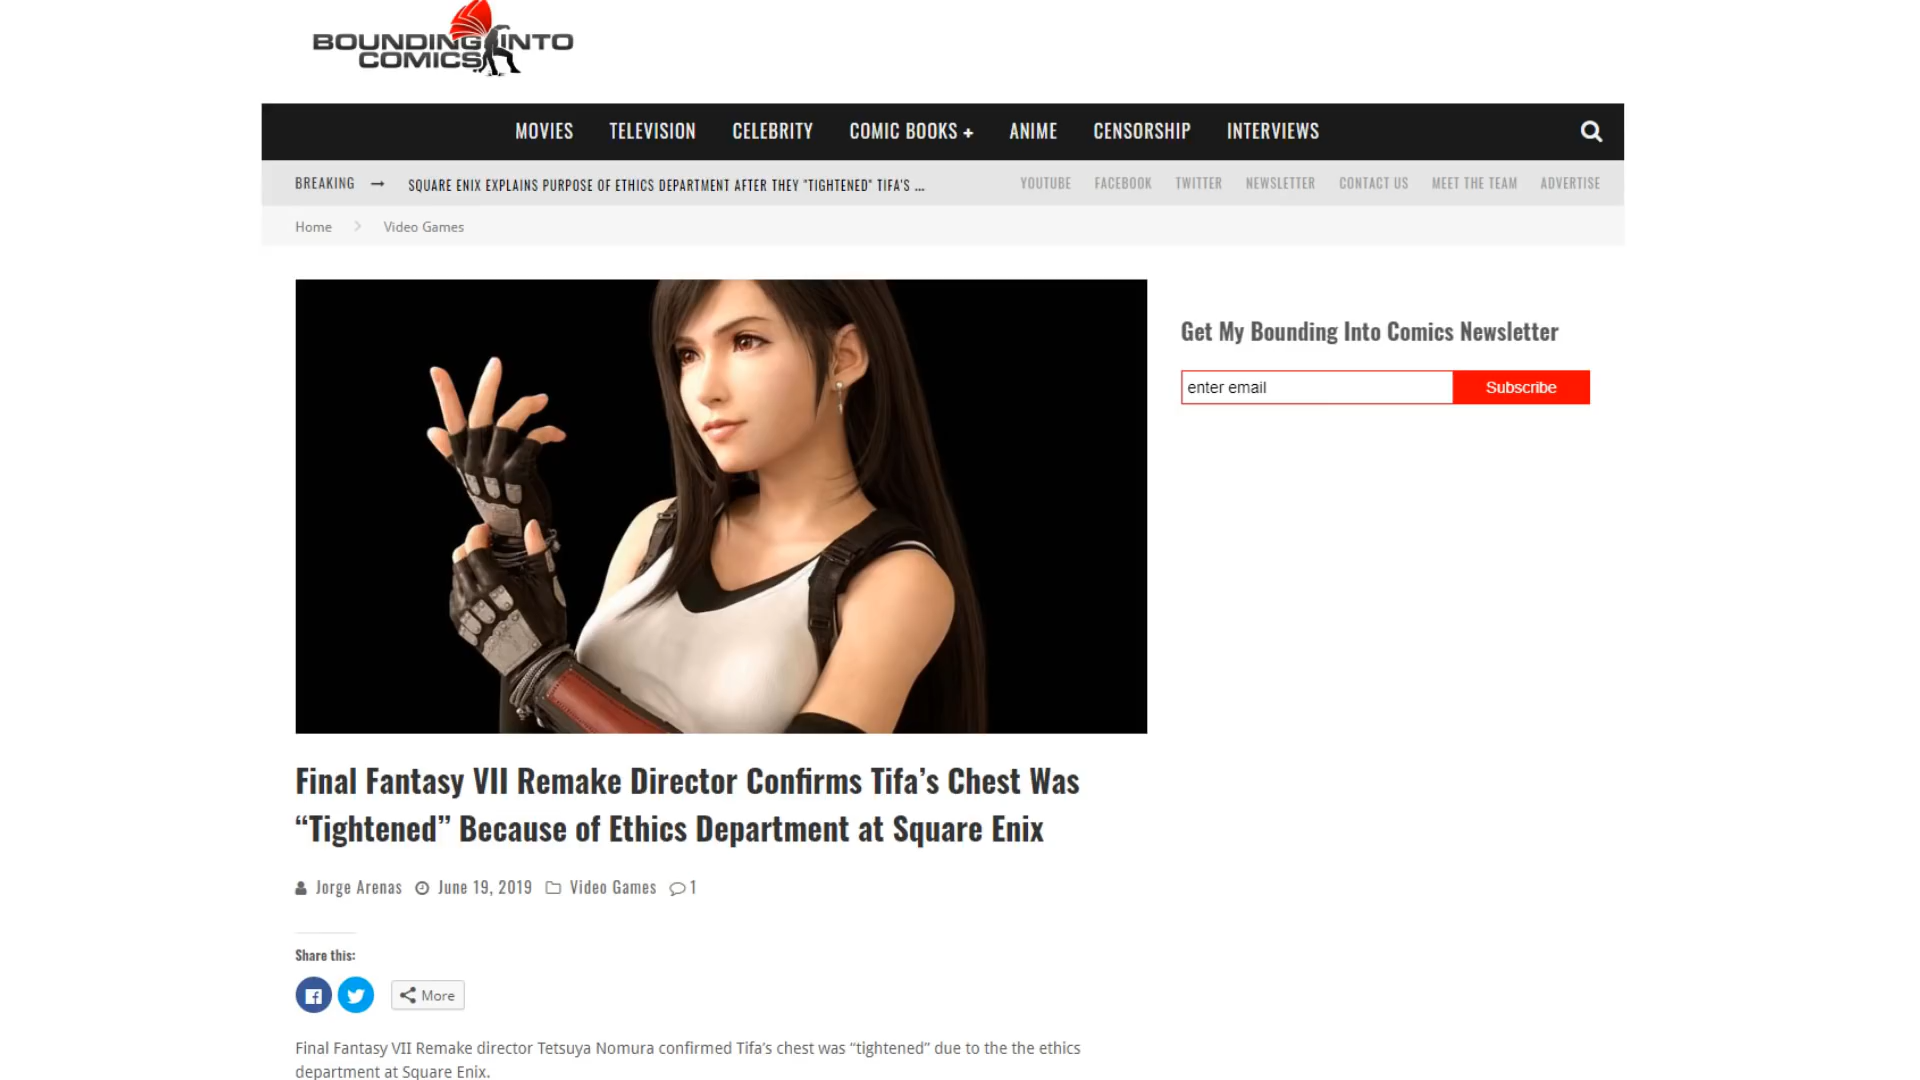 BOUNDING INTO
COMICS
MOVIES TELEVISION CELEBRITY COMIC BOOKS + ANIME CENSORSHIP INTERVIEWS
BREAKING → SQUARE ENIX EXPLAINS PURPOSE OF ETHICS DEPARTMENT AFTER THEY "TIGHTENED" TIFA'S ... YOUTUBE FACEBOOK TWITTER NEWSLETTER CONTACT US MEET THE TEAM ADVERTISE
Home > Video Games
Get My Bounding Into Comics Newsletter
enter email Subscribe
Final Fantasy VII Remake Director Confirms Tifa’s Chest Was
“Tightened” Because of Ethics Department at Square Enix
Jorge Arenas June 19, 2019 Video Games 1
Share this:
More
Final Fantasy VII Remake director Tetsuya Nomura confirmed Tifa’s chest was “tightened” due to the the ethics
department at Square Enix.